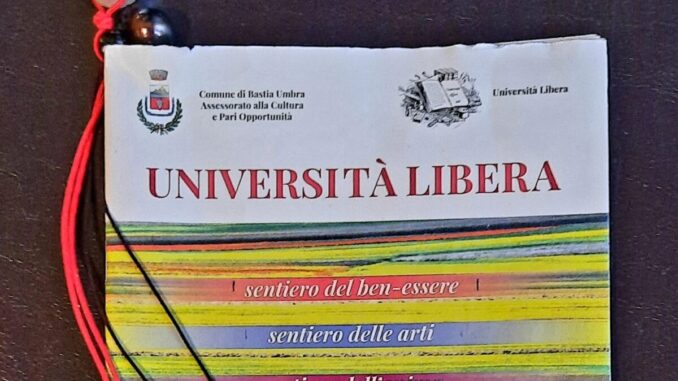 Comune di Bastia Umbra
Assessorato alla Cultura
e Pari Opportunità
Università Libera
UNIVERSITÀ LIBERA
sentiero del ben-essere
sentiero delle arti